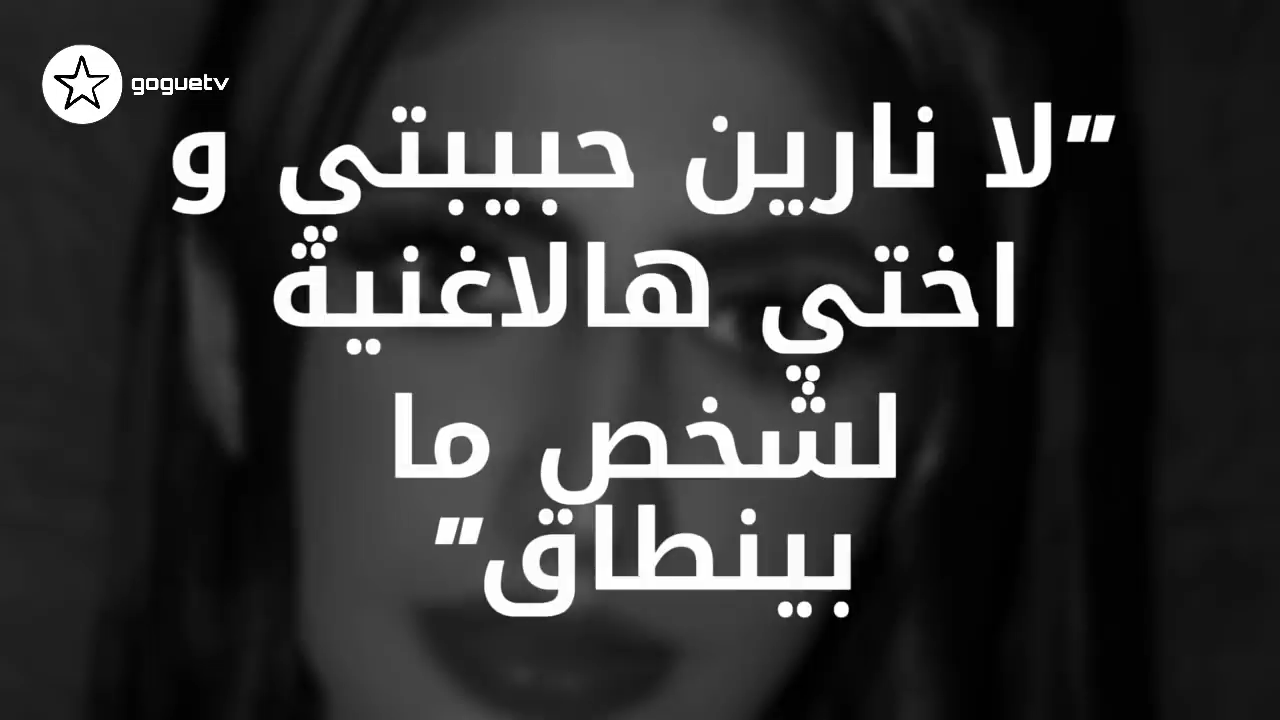 goguetv
"لا نارين حبيبتي و
اختي هالاغنية
لشخص ما
بينطاق"